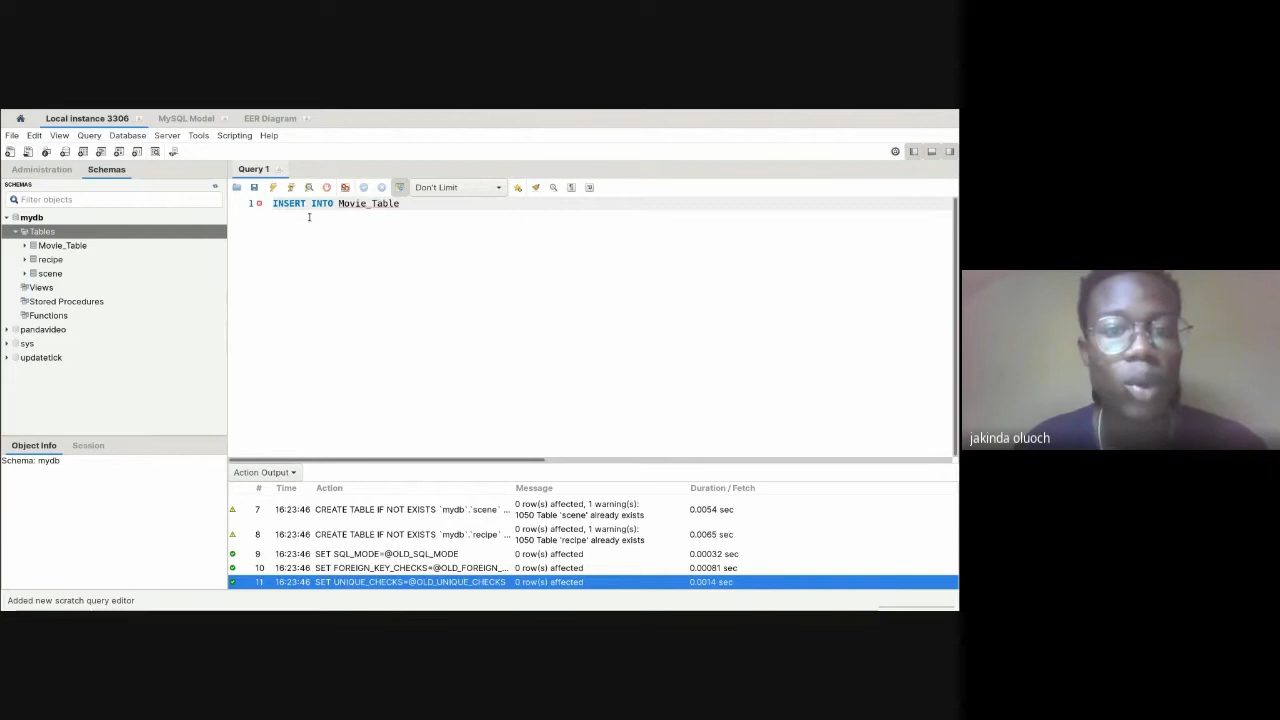 Local instance 3306 MySQL Model EER Diagram
File Edit View Query Database Server Tools Scripting Help
Administration Schemas Query 1
SCHEMAS
Don't Limit
Filter objects
1 INSERT INTO Movie_Table
mydb
Tables
Movie_Table
recipe
scene
Views
Stored Procedures
Functions
pandavideo
sys
updatetick
jakinda oluoch
Object Info Session
Schema: mydb
Action Output
# Time Action Message Duration / Fetch
7 16:23:46 CREATE TABLE IF NOT EXISTS `mydb`.`scene` ... 0 row(s) affected, 1 warning(s): 0.0054 sec
1050 Table 'scene' already exists
8 16:23:46 CREATE TABLE IF NOT EXISTS `mydb`.`recipe` ... 0 row(s) affected, 1 warning(s): 0.0065 sec
1050 Table 'recipe' already exists
9 16:23:46 SET SQL_MODE=@OLD_SQL_MODE 0 row(s) affected 0.00032 sec
10 16:23:46 SET FOREIGN_KEY_CHECKS=@OLD_FOREIGN_... 0 row(s) affected 0.00081 sec
11 16:23:46 SET UNIQUE_CHECKS=@OLD_UNIQUE_CHECKS 0 row(s) affected 0.0014 sec
Added new scratch query editor